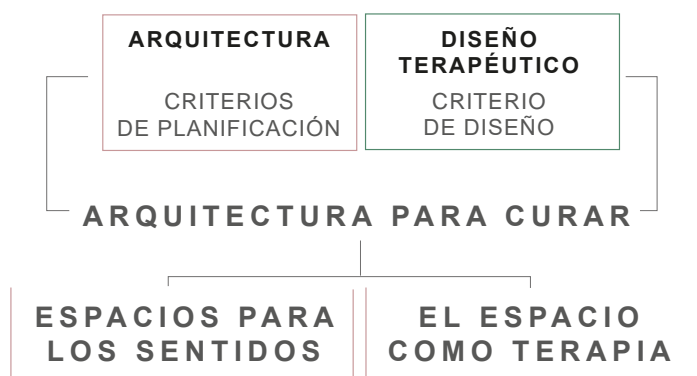 ARQUITECTURA
CRITERIOS
DE PLANIFICACIÓN
DISEÑO
TERAPÉUTICO
CRITERIO
DE DISEÑO
ARQUITECTURA PARA CURAR
ESPACIOS PARA
LOS SENTIDOS
EL ESPACIO
COMO TERAPIA